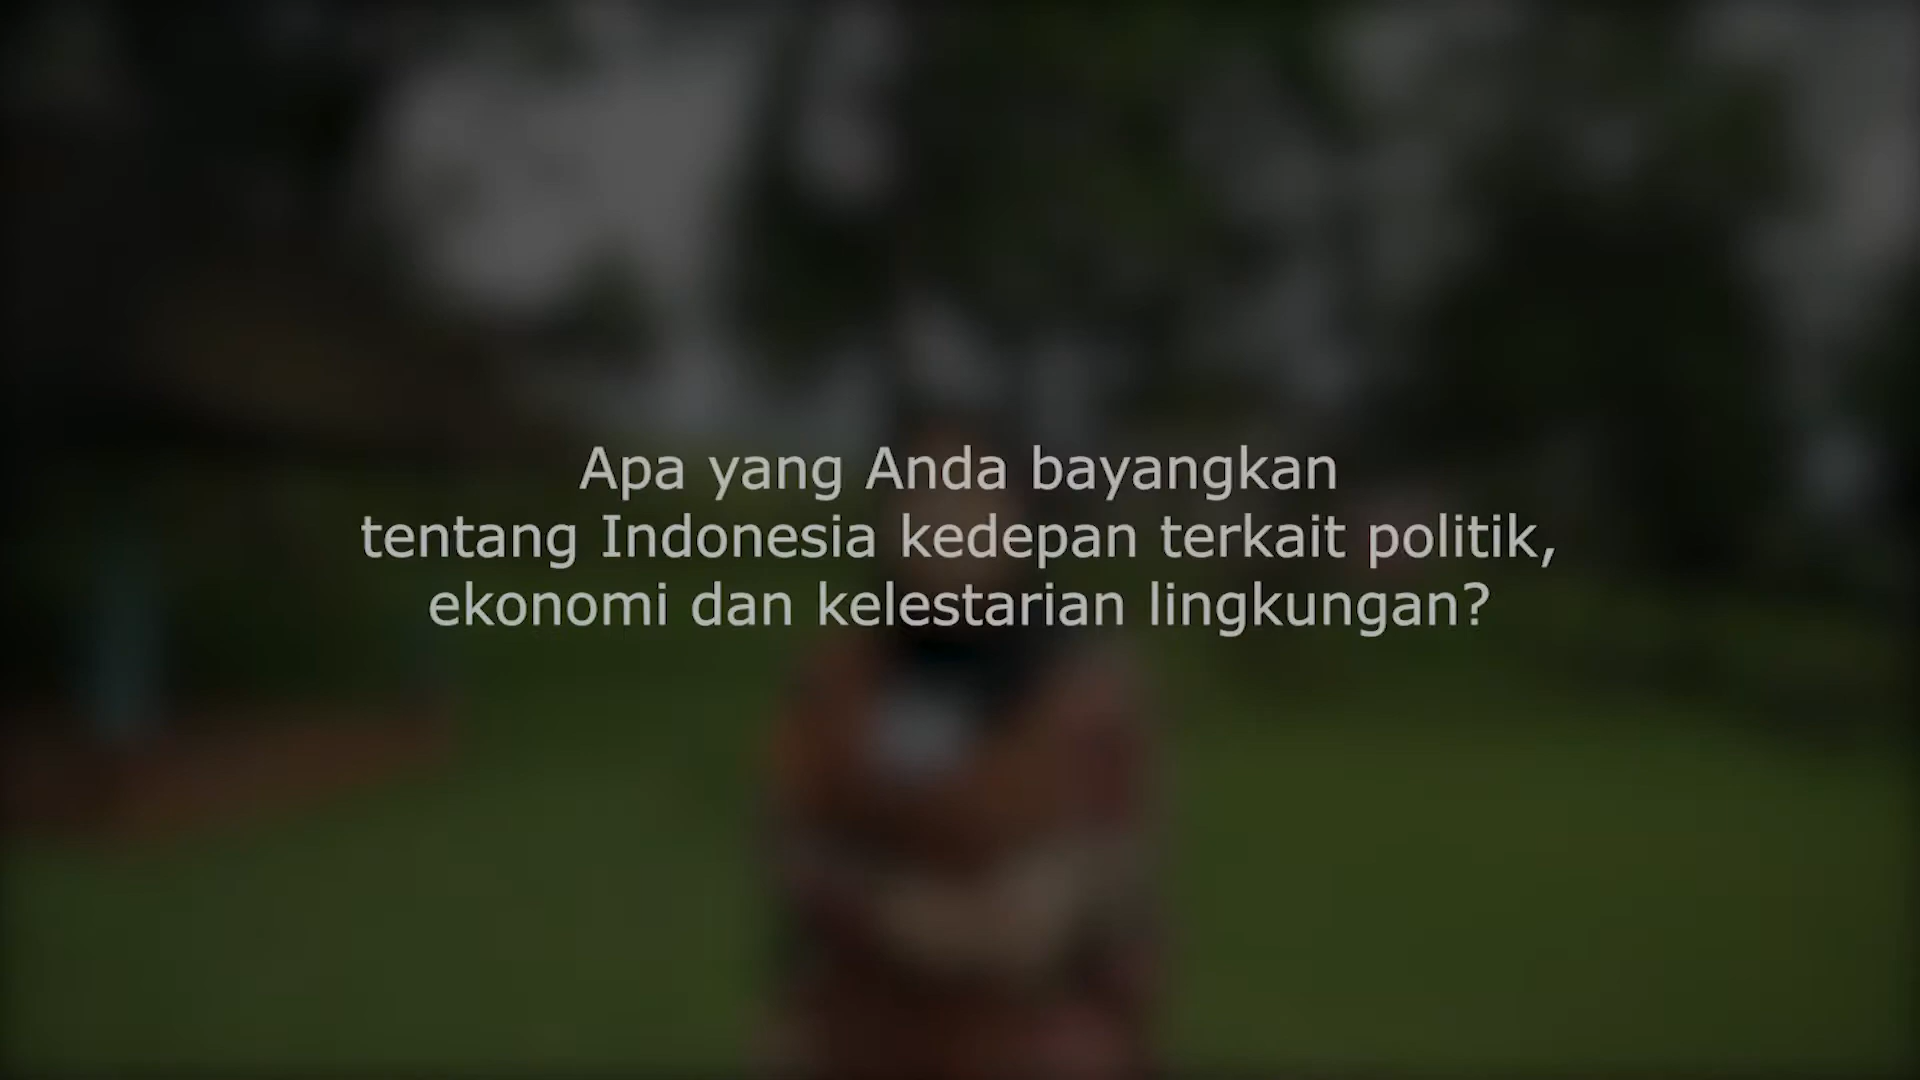 Apa yang Anda bayangkan
tentang Indonesia kedepan terkait politik,
ekonomi dan kelestarian lingkungan?